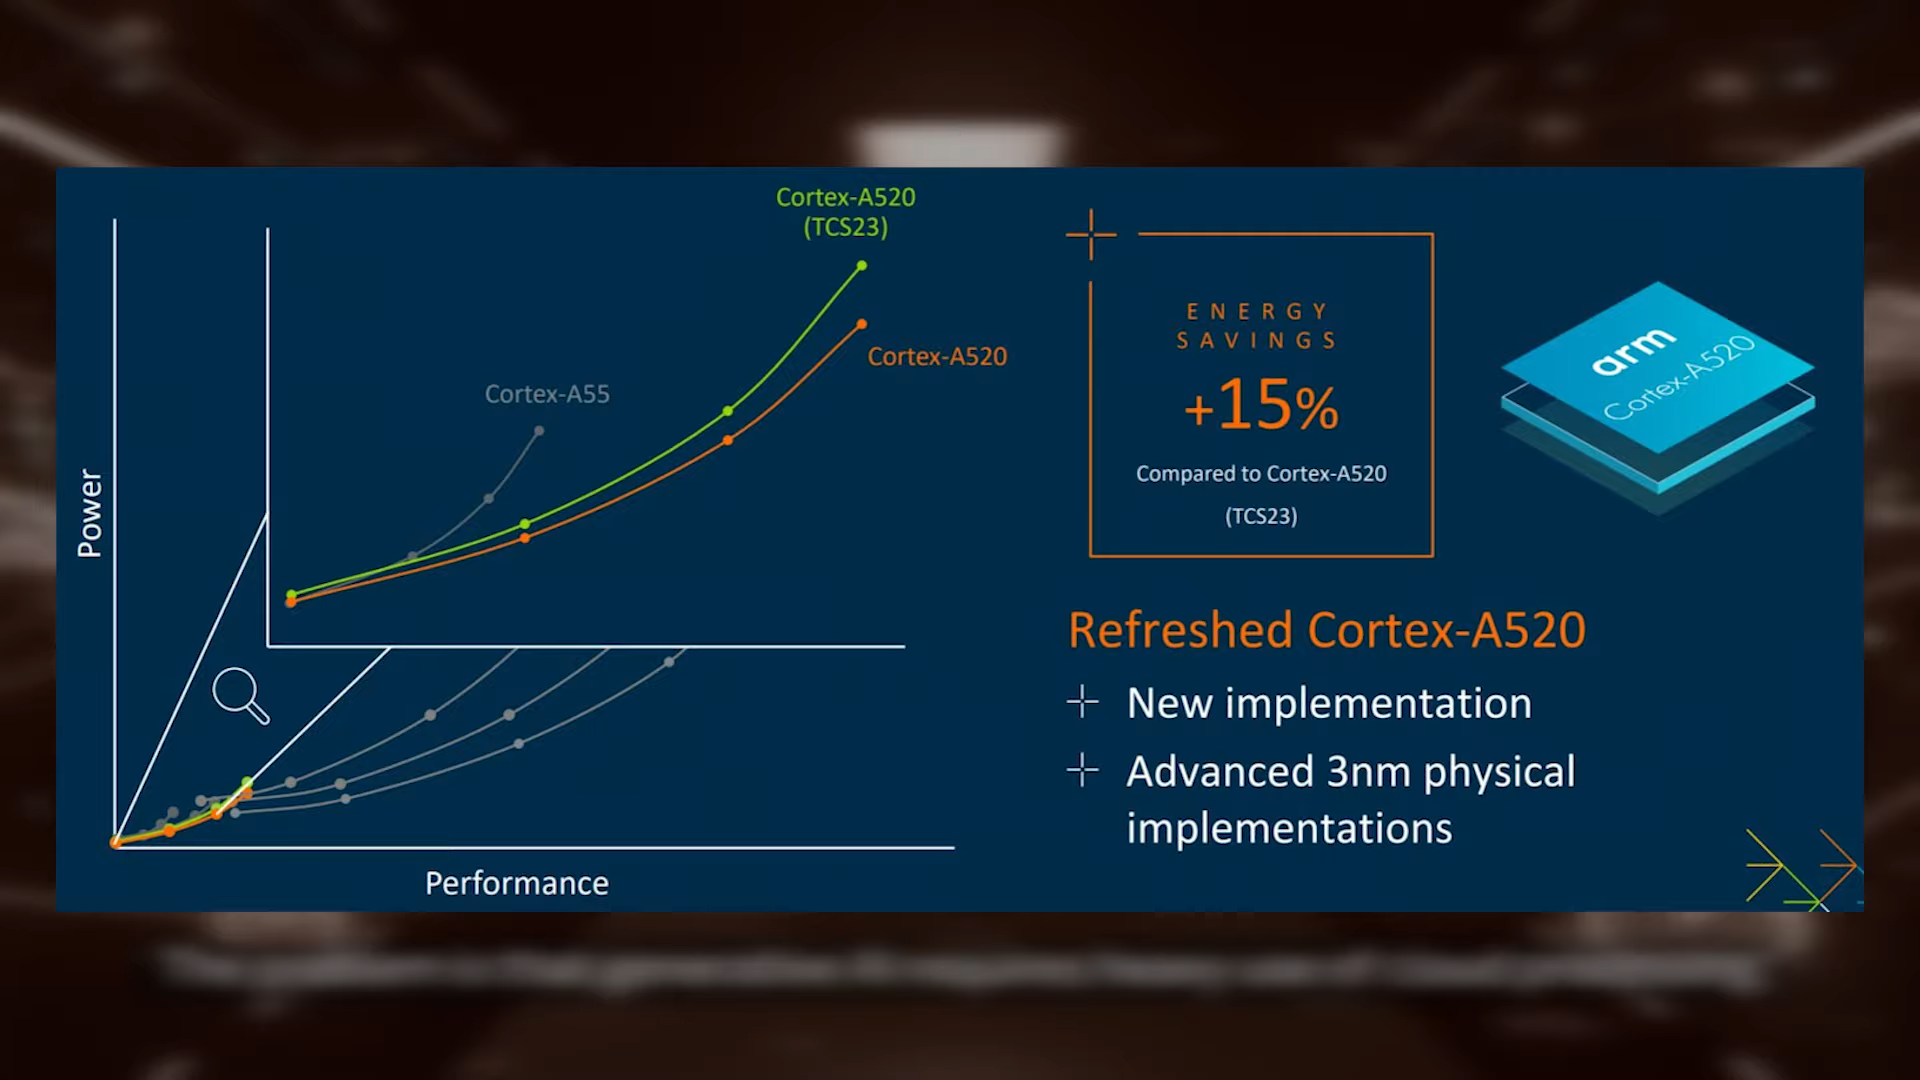 Cortex-A520
(TCS23)
Cortex-A520
Cortex-A55
Power
Performance
ENERGY
SAVINGS
+15%
Compared to Cortex-A520
(TCS23)
arm
Cortex-A520
Refreshed Cortex-A520
New implementation
Advanced 3nm physical
implementations